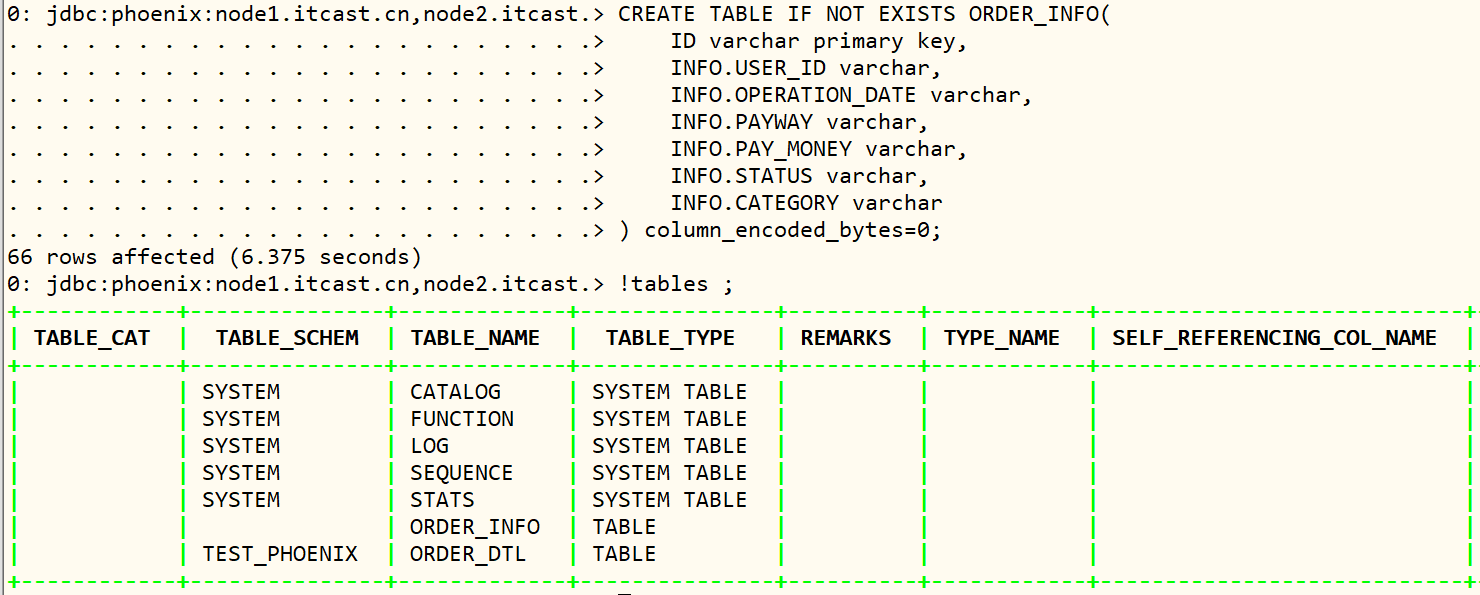 0: jdbc:phoenix:node1.itcast.cn,node2.itcast.> CREATE TABLE IF NOT EXISTS ORDER_INFO(
. . . . . . . . . . . . . . . . . . . . . . .>     ID varchar primary key,
. . . . . . . . . . . . . . . . . . . . . . .>     INFO.USER_ID varchar,
. . . . . . . . . . . . . . . . . . . . . . .>     INFO.OPERATION_DATE varchar,
. . . . . . . . . . . . . . . . . . . . . . .>     INFO.PAYWAY varchar,
. . . . . . . . . . . . . . . . . . . . . . .>     INFO.PAY_MONEY varchar,
. . . . . . . . . . . . . . . . . . . . . . .>     INFO.STATUS varchar,
. . . . . . . . . . . . . . . . . . . . . . .>     INFO.CATEGORY varchar
. . . . . . . . . . . . . . . . . . . . . . .> ) column_encoded_bytes=0;
66 rows affected (6.375 seconds)
0: jdbc:phoenix:node1.itcast.cn,node2.itcast.> !tables ;
| TABLE_CAT | TABLE_SCHEM | TABLE_NAME | TABLE_TYPE | REMARKS | TYPE_NAME | SELF_REFERENCING_COL_NAME |
| | SYSTEM | CATALOG | SYSTEM TABLE | | | |
| | SYSTEM | FUNCTION | SYSTEM TABLE | | | |
| | SYSTEM | LOG | SYSTEM TABLE | | | |
| | SYSTEM | SEQUENCE | SYSTEM TABLE | | | |
| | SYSTEM | STATS | SYSTEM TABLE | | | |
| | | ORDER_INFO | TABLE | | | |
| | TEST_PHOENIX | ORDER_DTL | TABLE | | | |